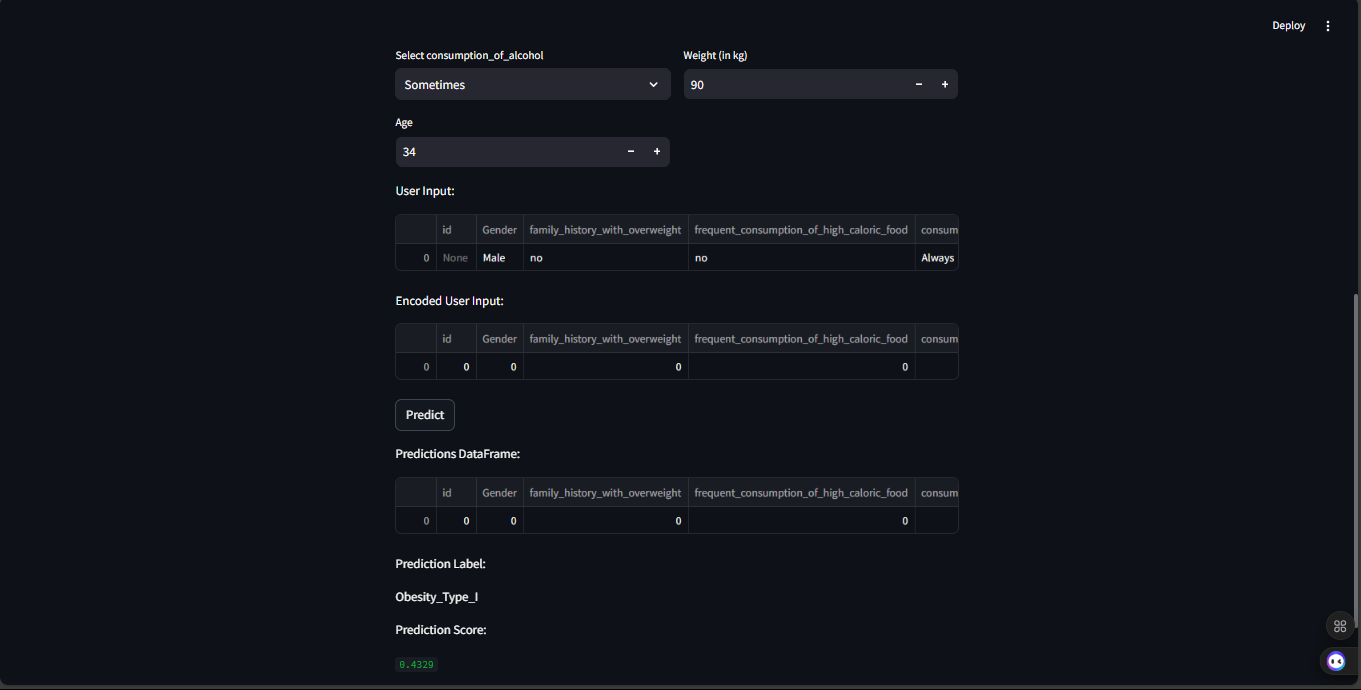 Deploy
Select consumption_of_alcohol Weight (in kg)
Sometimes 90 - +
Age
34 - +
User Input:
id Gender family_history_with_overweight frequent_consumption_of_high_caloric_food consum
0 None Male no no Always
Encoded User Input:
id Gender family_history_with_overweight frequent_consumption_of_high_caloric_food consum
0 0 0 0 0
Predict
Predictions DataFrame:
id Gender family_history_with_overweight frequent_consumption_of_high_caloric_food consum
0 0 0 0 0
Prediction Label:
Obesity_Type_I
Prediction Score:
0.4329